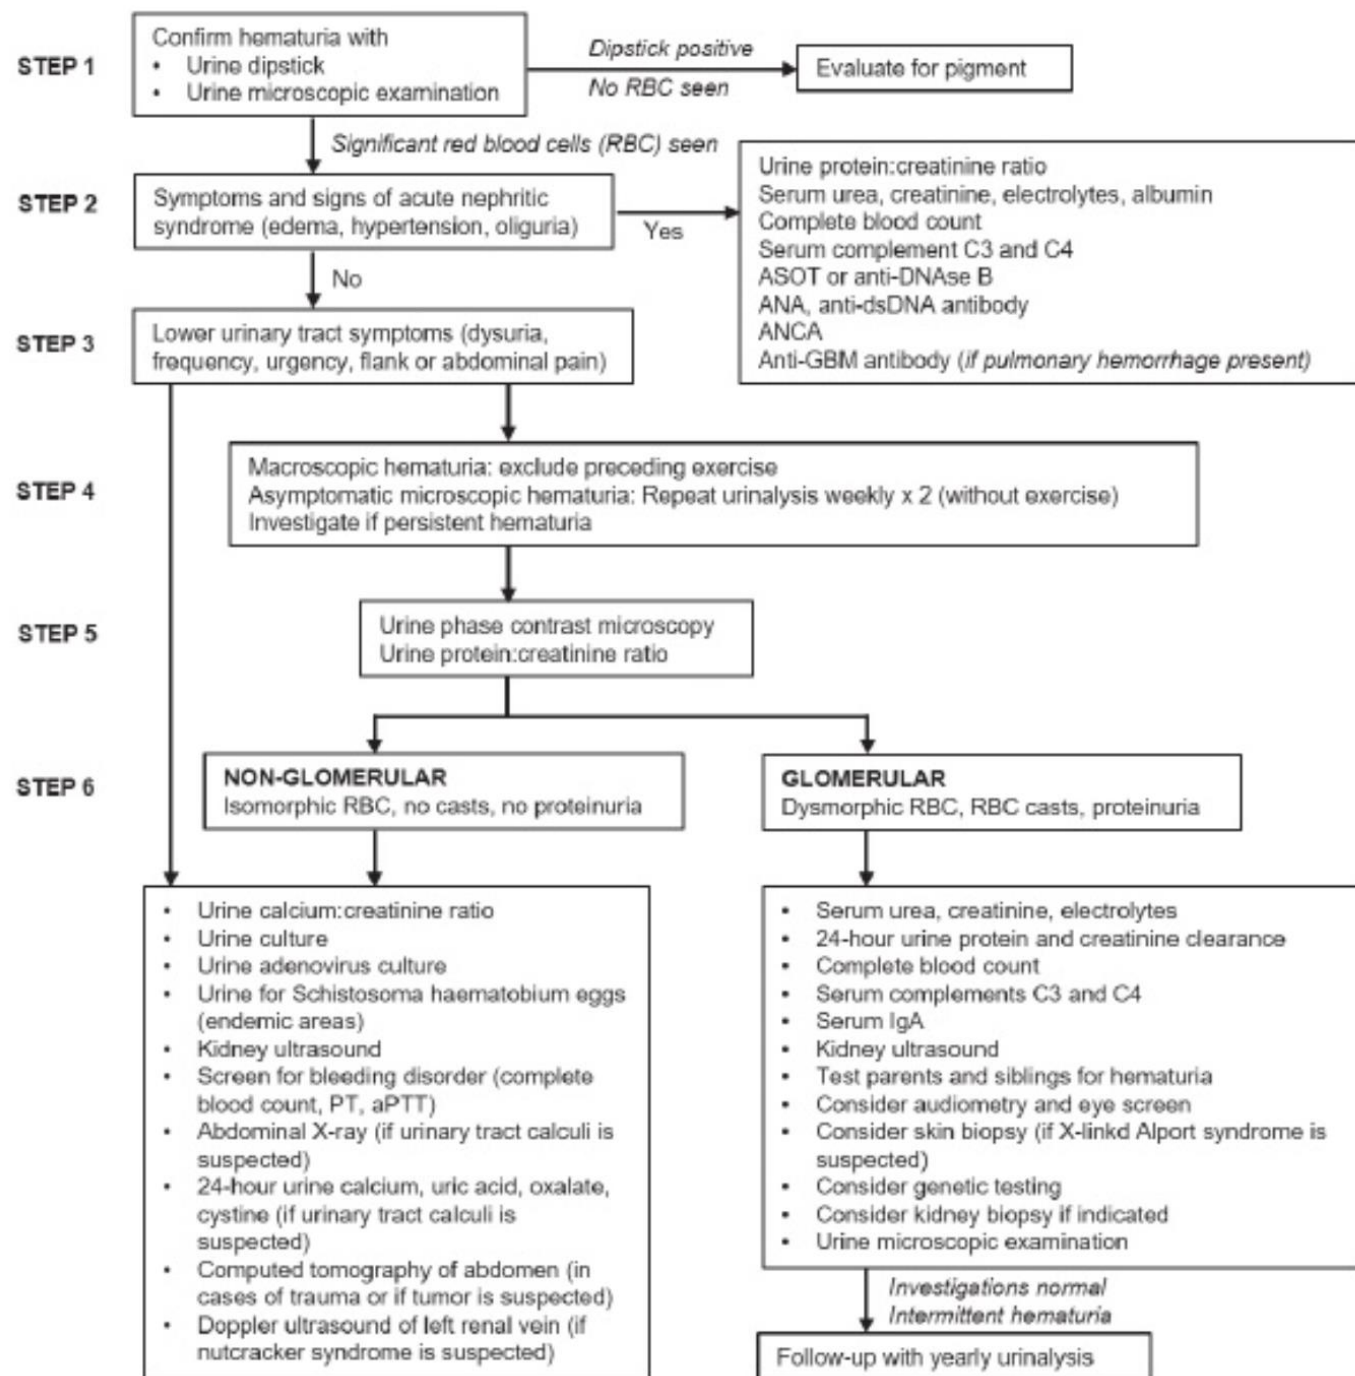 STEP 1
Confirm hematuria with
• Urine dipstick
• Urine microscopic examination
Dipstick positive
No RBC seen
Evaluate for pigment
Significant red blood cells (RBC) seen
STEP 2
Symptoms and signs of acute nephritic
syndrome (edema, hypertension, oliguria)
Yes
Urine protein:creatinine ratio
Serum urea, creatinine, electrolytes, albumin
Complete blood count
Serum complement C3 and C4
ASOT or anti-DNAse B
ANA, anti-dsDNA antibody
ANCA
Anti-GBM antibody (if pulmonary hemorrhage present)
No
STEP 3
Lower urinary tract symptoms (dysuria,
frequency, urgency, flank or abdominal pain)
STEP 4
Macroscopic hematuria: exclude preceding exercise
Asymptomatic microscopic hematuria: Repeat urinalysis weekly x 2 (without exercise)
Investigate if persistent hematuria
STEP 5
Urine phase contrast microscopy
Urine protein:creatinine ratio
STEP 6
NON-GLOMERULAR
Isomorphic RBC, no casts, no proteinuria
GLOMERULAR
Dysmorphic RBC, RBC casts, proteinuria
• Urine calcium:creatinine ratio
• Urine culture
• Urine adenovirus culture
• Urine for Schistosoma haematobium eggs
(endemic areas)
• Kidney ultrasound
• Screen for bleeding disorder (complete
blood count, PT, aPTT)
• Abdominal X-ray (if urinary tract calculi is
suspected)
• 24-hour urine calcium, uric acid, oxalate,
cystine (if urinary tract calculi is
suspected)
• Computed tomography of abdomen (in
cases of trauma or if tumor is suspected)
• Doppler ultrasound of left renal vein (if
nutcracker syndrome is suspected)
• Serum urea, creatinine, electrolytes
• 24-hour urine protein and creatinine clearance
• Complete blood count
• Serum complements C3 and C4
• Serum IgA
• Kidney ultrasound
• Test parents and siblings for hematuria
• Consider audiometry and eye screen
• Consider skin biopsy (if X-linkd Alport syndrome is
suspected)
• Consider genetic testing
• Consider kidney biopsy if indicated
• Urine microscopic examination
Investigations normal
Intermittent hematuria
Follow-up with yearly urinalysis